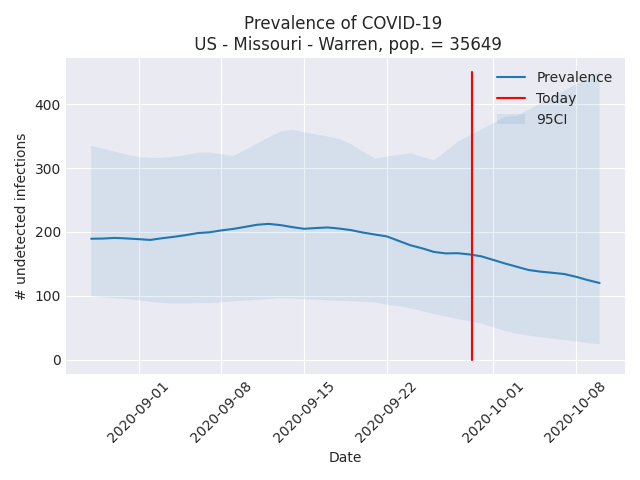 Prevalence of COVID-19
US - Missouri - Warren, pop. = 35649
Prevalence
Today
95CI
# undetected infections
400
300
200
100
0
2020-09-01
2020-09-08
2020-09-15
2020-09-22
2020-10-01
2020-10-08
Date